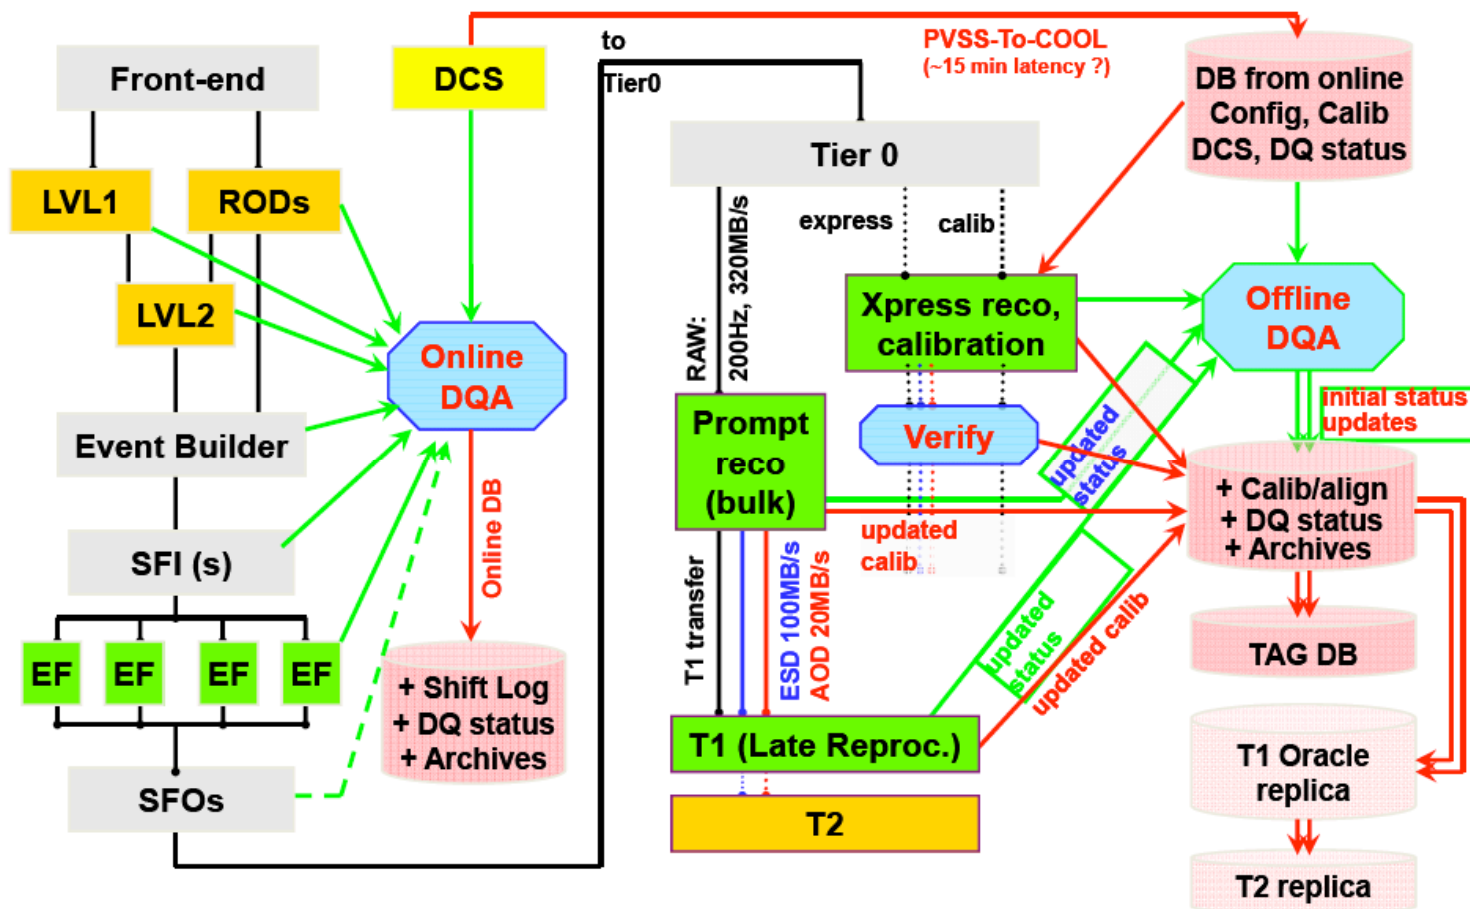 to
Tier0
PVSS-To-COOL
(~15 min latency ?)
Front-end
DCS
DB from online
Config, Calib
DCS, DQ status
Tier 0
LVL1
RODs
express
calib
RAW:
200Hz, 320MB/s
LVL2
Xpress reco,
calibration
Offline
DQA
Online
DQA
initial status
updates
Prompt
reco
(bulk)
Verify
updated
status
Event Builder
+ Calib/align
+ DQ status
+ Archives
Online DB
updated
calib
SFI (s)
T1 transfer
ESD 100MB/s
AOD 20MB/s
updated
status
updated calib
EF
EF
EF
EF
TAG DB
+ Shift Log
+ DQ status
+ Archives
T1 (Late Reproc.)
T1 Oracle
replica
SFOs
T2
T2 replica